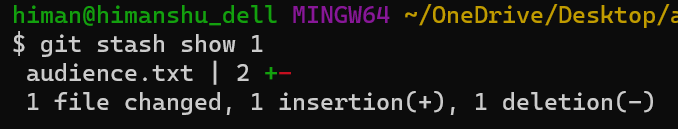 himan@himanshu_dell MINGW64 ~/OneDrive/Desktop/
$ git stash show 1
audience.txt | 2 +-
1 file changed, 1 insertion(+), 1 deletion(-)